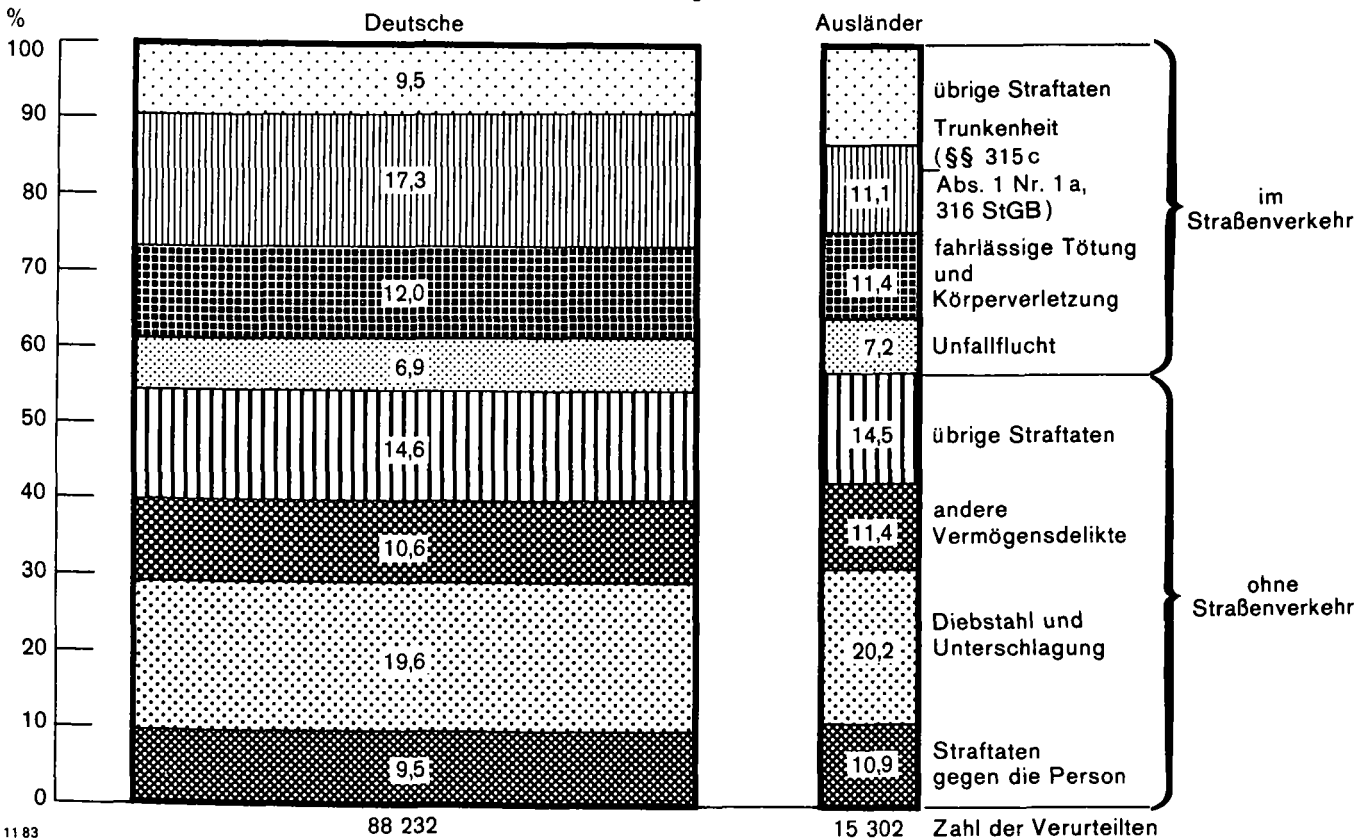 %
Deutsche
Ausländer
100
90
80
70
60
50
40
30
20
10
0
9,5
17,3
12,0
6,9
14,6
10,6
19,6
9,5
11,1
11,4
7,2
14,5
11,4
20,2
10,9
übrige Straftaten
Trunkenheit
(§§ 315 c
Abs. 1 Nr. 1 a,
316 StGB)
fahrlässige Tötung
und
Körperverletzung
Unfallflucht
übrige Straftaten
andere
Vermögensdelikte
Diebstahl und
Unterschlagung
Straftaten
gegen die Person
im
Straßenverkehr
ohne
Straßenverkehr
88 232
15 302
Zahl der Verurteilten
11 83